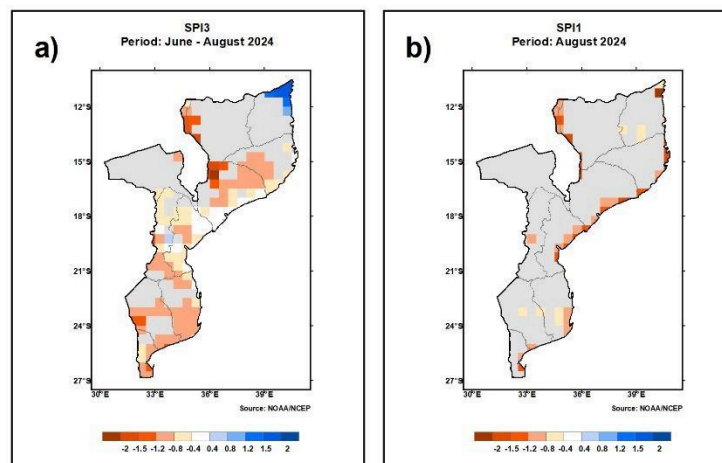 a)
SPI3
Period: June - August 2024
12°S
15°S
18°S
21°S
24°S
27°S
30°E 33°E 36°E 39°E
Source: NOAA/NCEP
-2 -1.5 -1.2 -0.8 -0.4 0.4 0.8 1.2 1.5 2
b)
SPI1
Period: August 2024
12°S
15°S
18°S
21°S
24°S
27°S
30°E 33°E 36°E 39°E
Source: NOAA/NCEP
-2 -1.5 -1.2 -0.8 -0.4 0.4 0.8 1.2 1.5 2